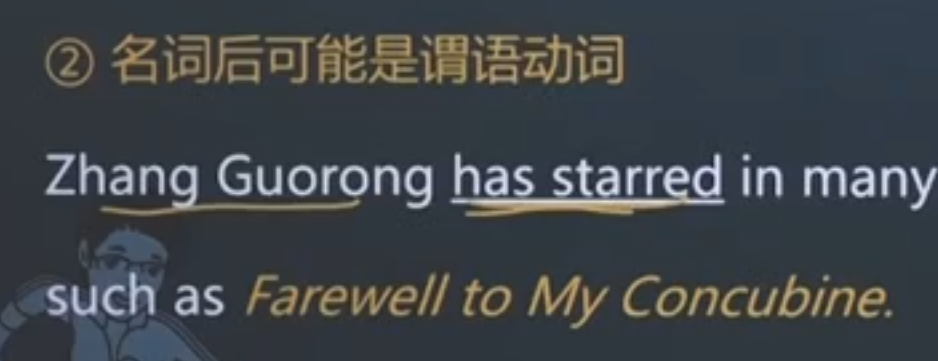 ② 名词后可能是谓语动词
Zhang Guorong has starred in many
such as Farewell to My Concubine.